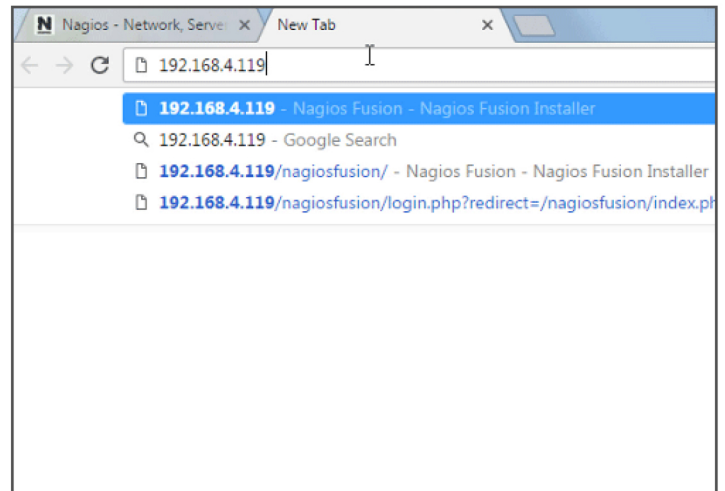 N Nagios - Network, Server New Tab
192.168.4.119
192.168.4.119 - Nagios Fusion - Nagios Fusion Installer
192.168.4.119 - Google Search
192.168.4.119/nagiosfusion/ - Nagios Fusion - Nagios Fusion Installer
192.168.4.119/nagiosfusion/login.php?redirect=/nagiosfusion/index.ph